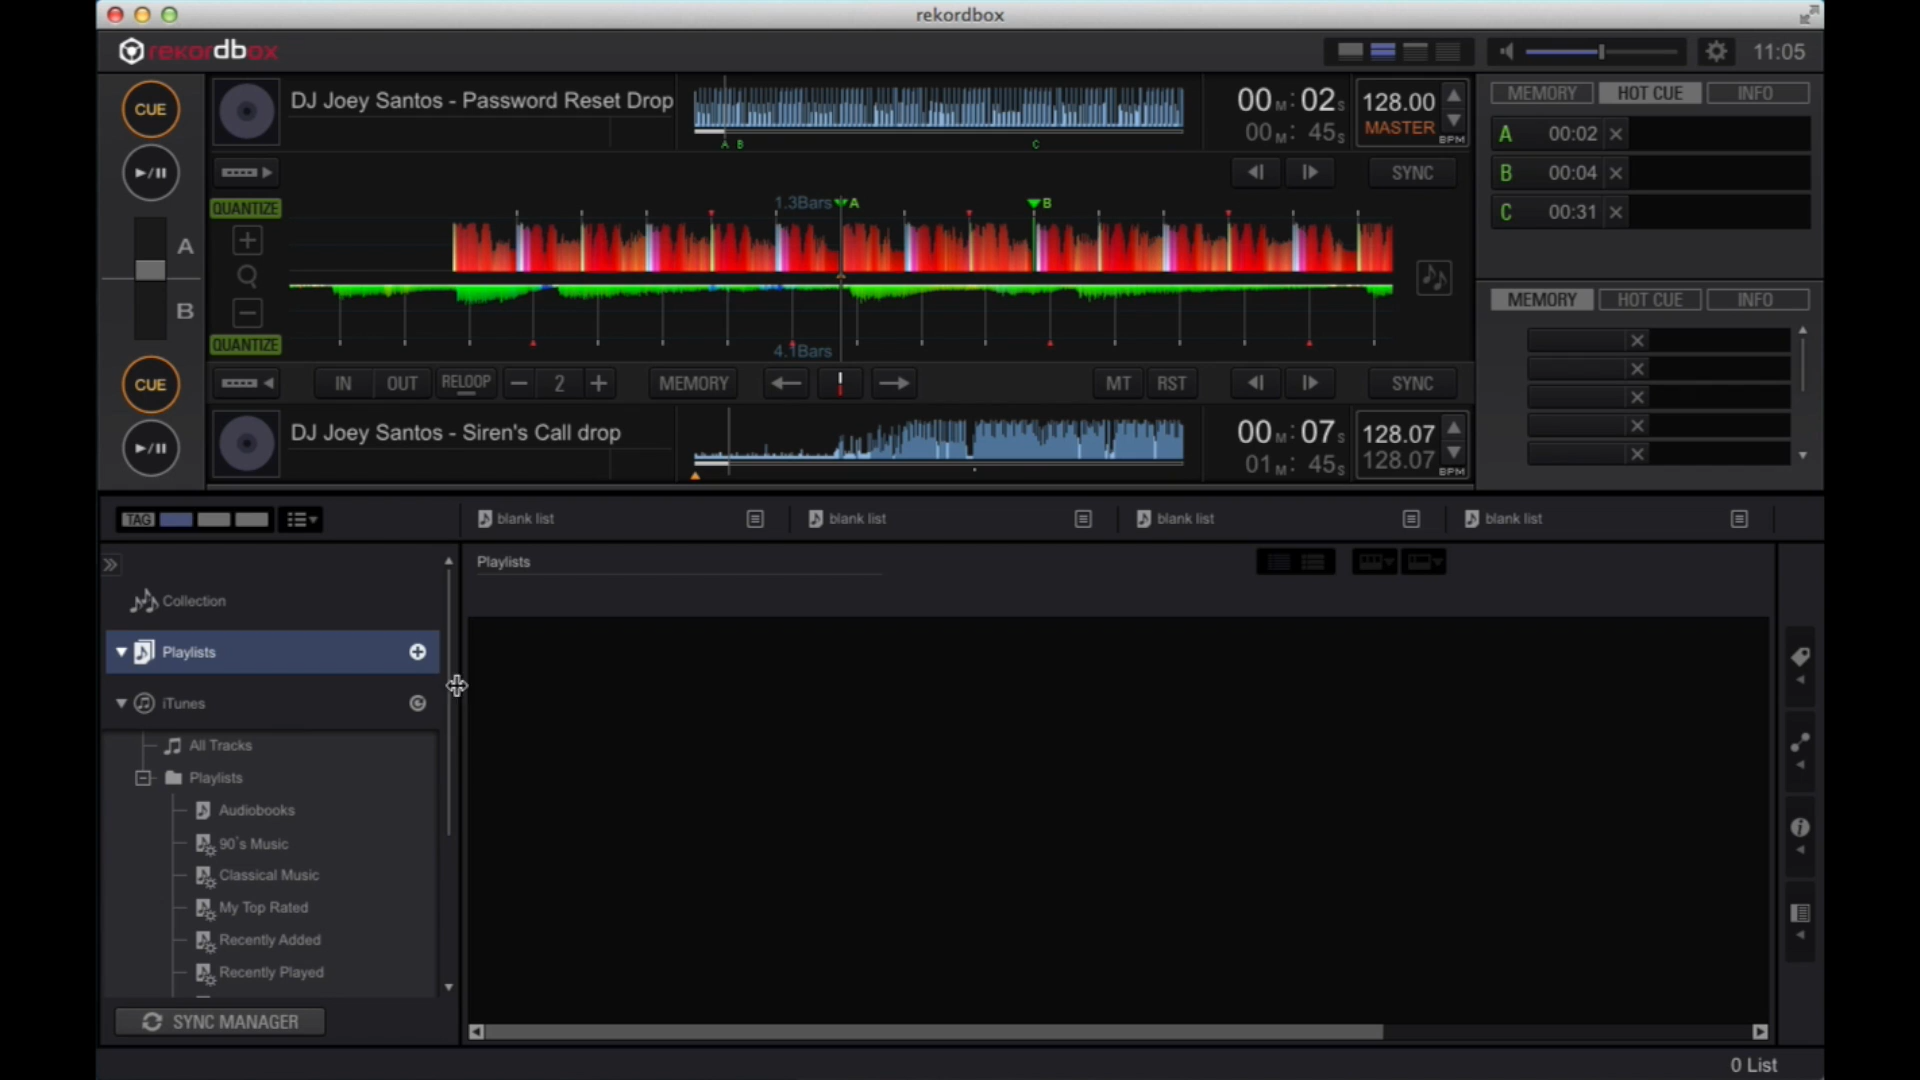 rekordbox
rekordbox
11:05
CUE
DJ Joey Santos - Password Reset Drop
00M:02s
00M:45s
128.00
MASTER
BPM
MEMORY HOT CUE INFO
A 00:02
B 00:04
C 00:31
A B C
SYNC
QUANTIZE
1.3Bars A B
A
B
QUANTIZE
4.1Bars
MEMORY HOT CUE INFO
CUE
IN OUT RELOOP 2 MEMORY MT RST SYNC
DJ Joey Santos - Siren's Call drop
00M:07s
01M:45s
128.07
128.07
BPM
TAG
blank list blank list blank list blank list
Playlists
Collection
Playlists
iTunes
All Tracks
Playlists
Audiobooks
90's Music
Classical Music
My Top Rated
Recently Added
Recently Played
SYNC MANAGER
0 List